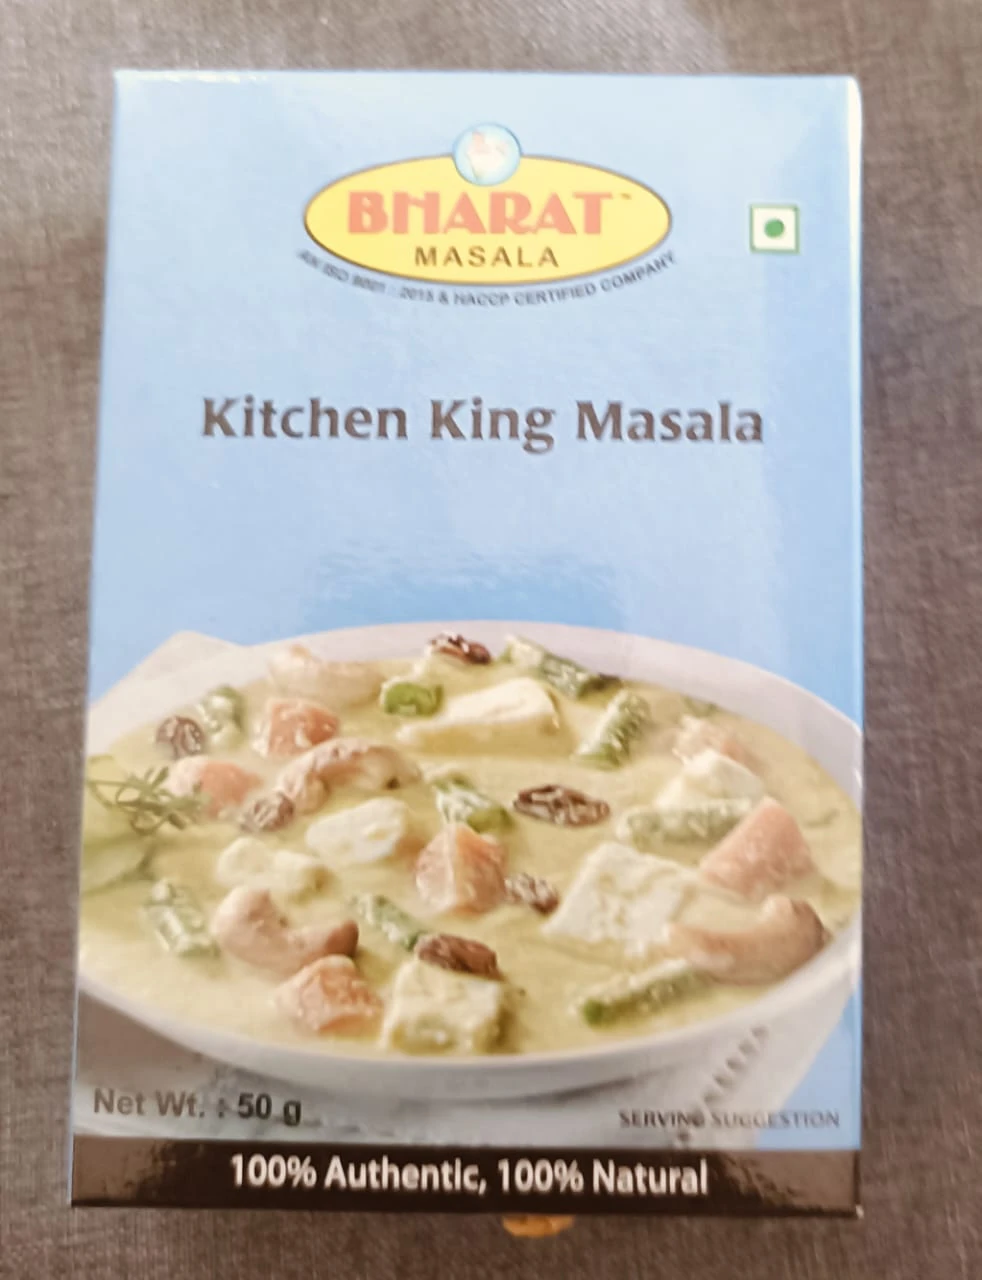 BHARAT™
MASALA
AN ISO 9001 : 2015 & HACCP CERTIFIED COMPANY
Kitchen King Masala
Net Wt. : 50 g
SERVING SUGGESTION
100% Authentic, 100% Natural